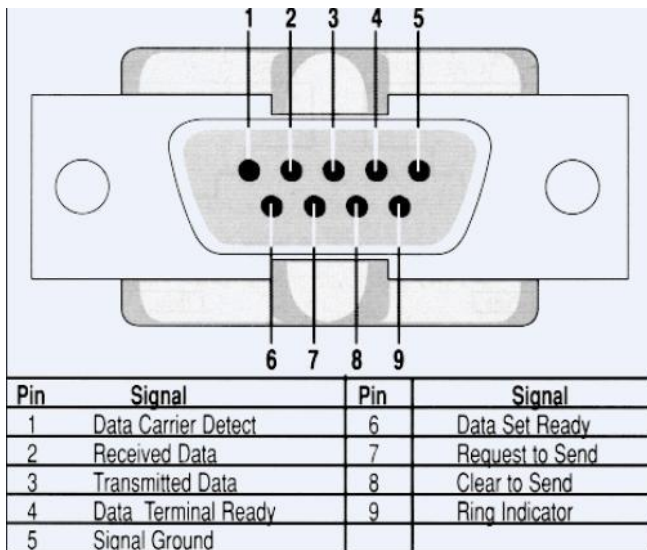 1 2 3 4 5
6 7 8 9
Pin Signal Pin Signal
1 Data Carrier Detect 6 Data Set Ready
2 Received Data 7 Request to Send
3 Transmitted Data 8 Clear to Send
4 Data Terminal Ready 9 Ring Indicator
5 Signal Ground